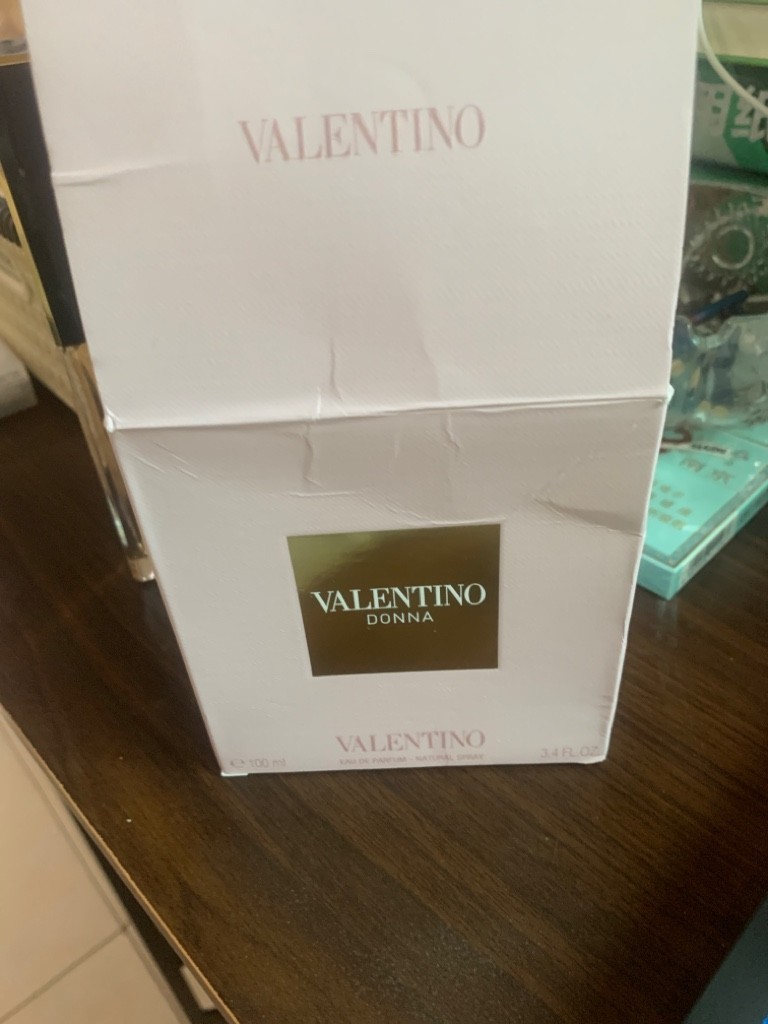 VALENTINO
VALENTINO
DONNA
VALENTINO
EAU DE PARFUM - NATURAL SPRAY
℮ 100 ml
3.4 FL.OZ.